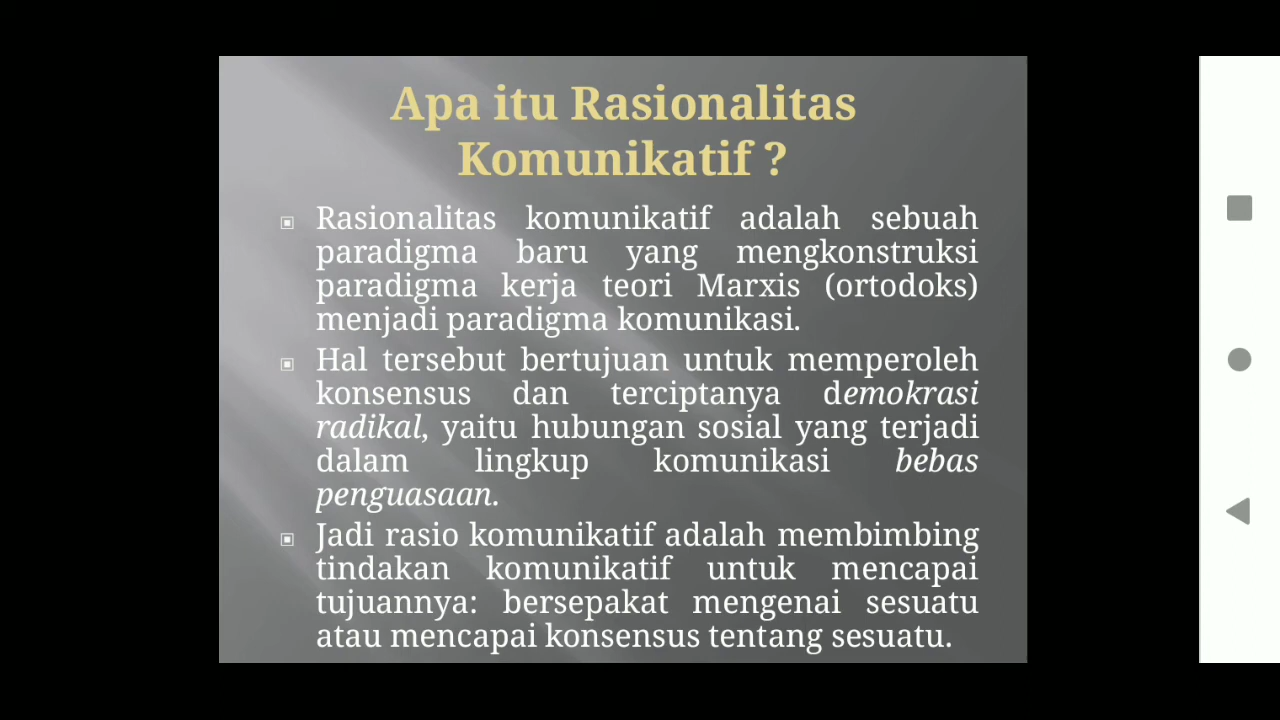 Apa itu Rasionalitas
Komunikatif ?
Rasionalitas komunikatif adalah sebuah
paradigma baru yang mengkonstruksi
paradigma kerja teori Marxis (ortodoks)
menjadi paradigma komunikasi.
Hal tersebut bertujuan untuk memperoleh
konsensus dan terciptanya demokrasi
radikal, yaitu hubungan sosial yang terjadi
dalam lingkup komunikasi bebas
penguasaan.
Jadi rasio komunikatif adalah membimbing
tindakan komunikatif untuk mencapai
tujuannya: bersepakat mengenai sesuatu
atau mencapai konsensus tentang sesuatu.